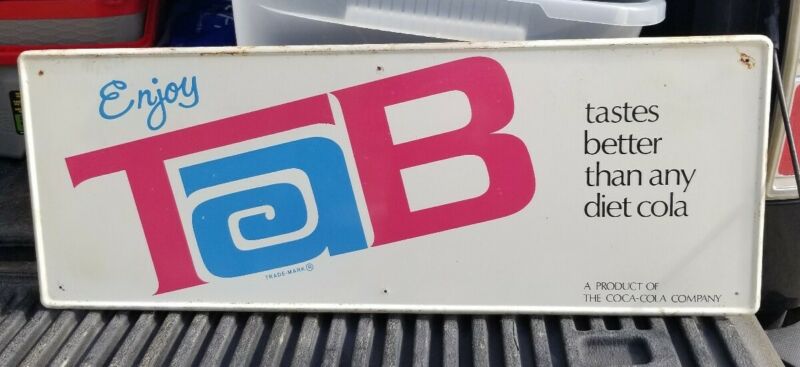 Enjoy
TaB
TRADE-MARK ®
tastes
better
than any
diet cola
A PRODUCT OF
THE COCA-COLA COMPANY